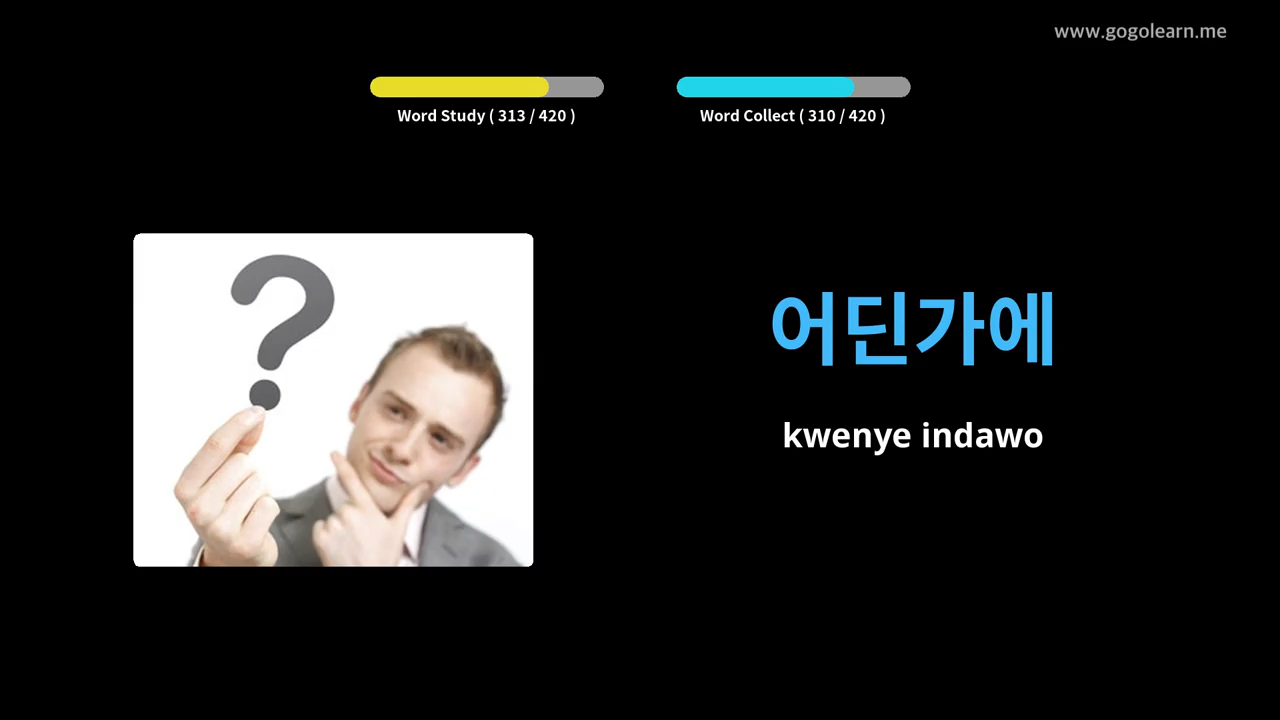 www.gogolearn.me
Word Study ( 313 / 420 )
Word Collect ( 310 / 420 )
어딘가에
kwenye indawo